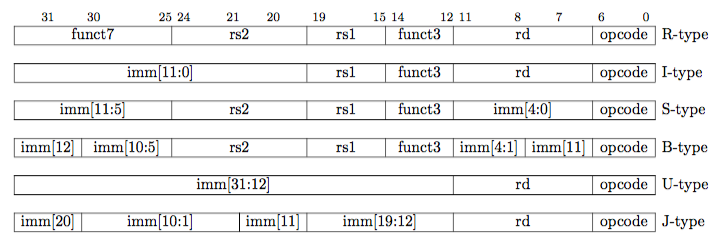 31 30 25 24 21 20 19 15 14 12 11 8 7 6 0
funct7 rs2 rs1 funct3 rd opcode R-type
imm[11:0] rs1 funct3 rd opcode I-type
imm[11:5] rs2 rs1 funct3 imm[4:0] opcode S-type
imm[12] imm[10:5] rs2 rs1 funct3 imm[4:1] imm[11] opcode B-type
imm[31:12] rd opcode U-type
imm[20] imm[10:1] imm[11] imm[19:12] rd opcode J-type